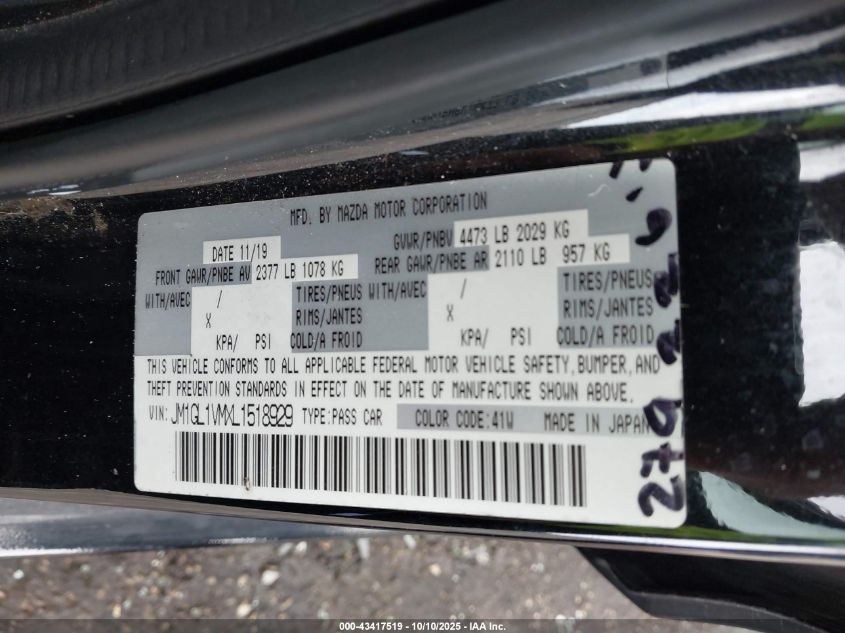 MFD. BY MAZDA MOTOR CORPORATION
DATE 11/19
GVWR/PNBV 4473 LB 2029 KG
FRONT GAWR/PNBE AV 2377 LB 1078 KG
REAR GAWR/PNBE AR 2110 LB 957 KG
WITH/AVEC / TIRES/PNEUS WITH/AVEC / TIRES/PNEUS
X RIMS/JANTES X RIMS/JANTES
KPA/ PSI COLD/A FROID KPA/ PSI COLD/A FROID
THIS VEHICLE CONFORMS TO ALL APPLICABLE FEDERAL MOTOR VEHICLE SAFETY, BUMPER, AND
THEFT PREVENTION STANDARDS IN EFFECT ON THE DATE OF MANUFACTURE SHOWN ABOVE.
VIN: JM1GL1VMXL1518929 TYPE:PASS CAR COLOR CODE:41W MADE IN JAPAN
000-43417519 - 10/10/2025 - IAA Inc.